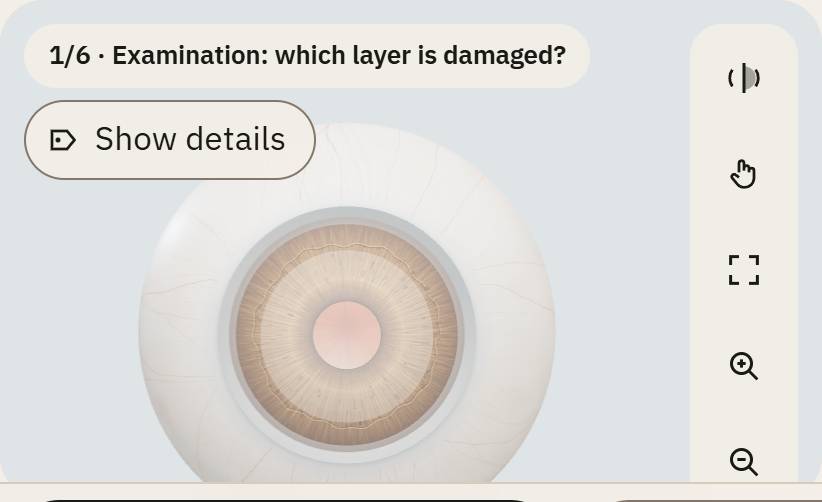 1/6 · Examination: which layer is damaged?
Show details